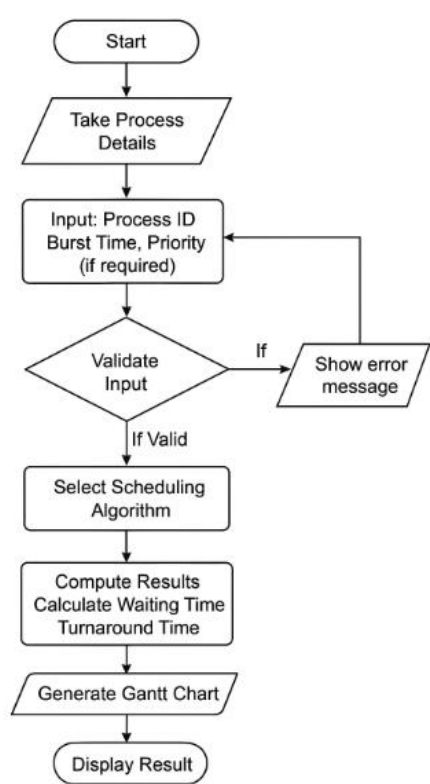 Start
Take Process
Details
Input: Process ID
Burst Time, Priority
(if required)
Validate
Input
If
Show error
message
If Valid
Select Scheduling
Algorithm
Compute Results
Calculate Waiting Time
Turnaround Time
Generate Gantt Chart
Display Result